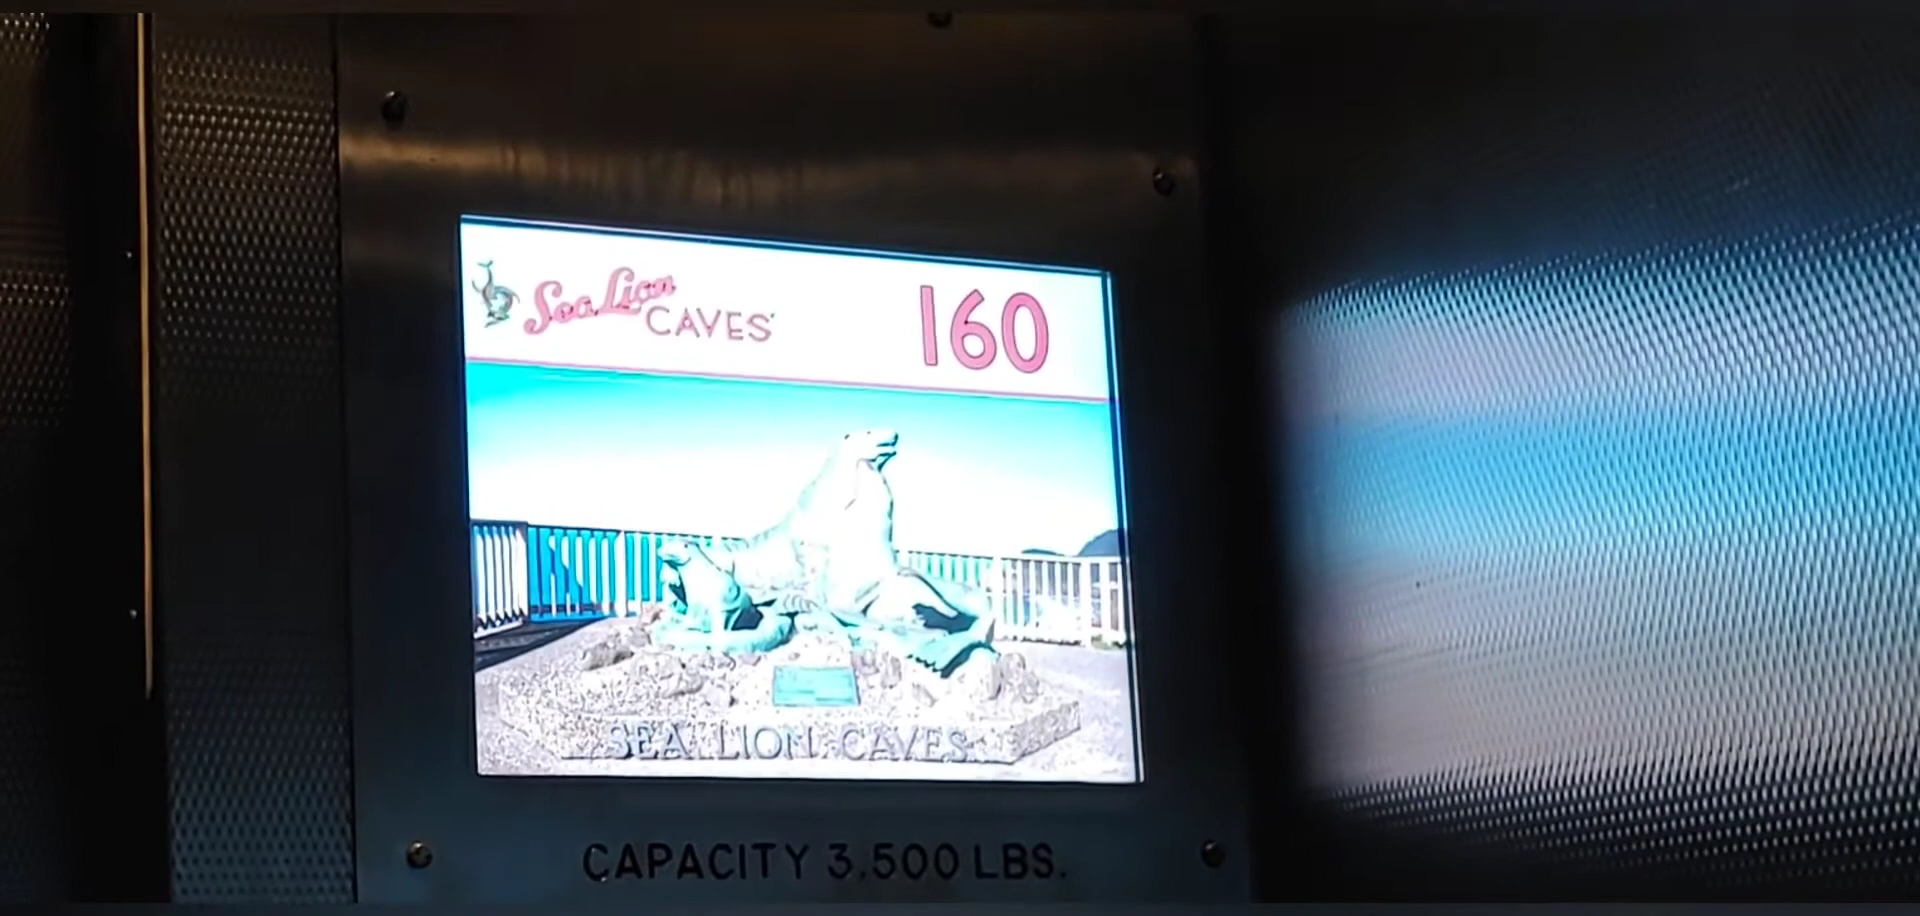 Sea Lion
CAVES
160
SEA LION CAVES
CAPACITY 3,500 LBS.